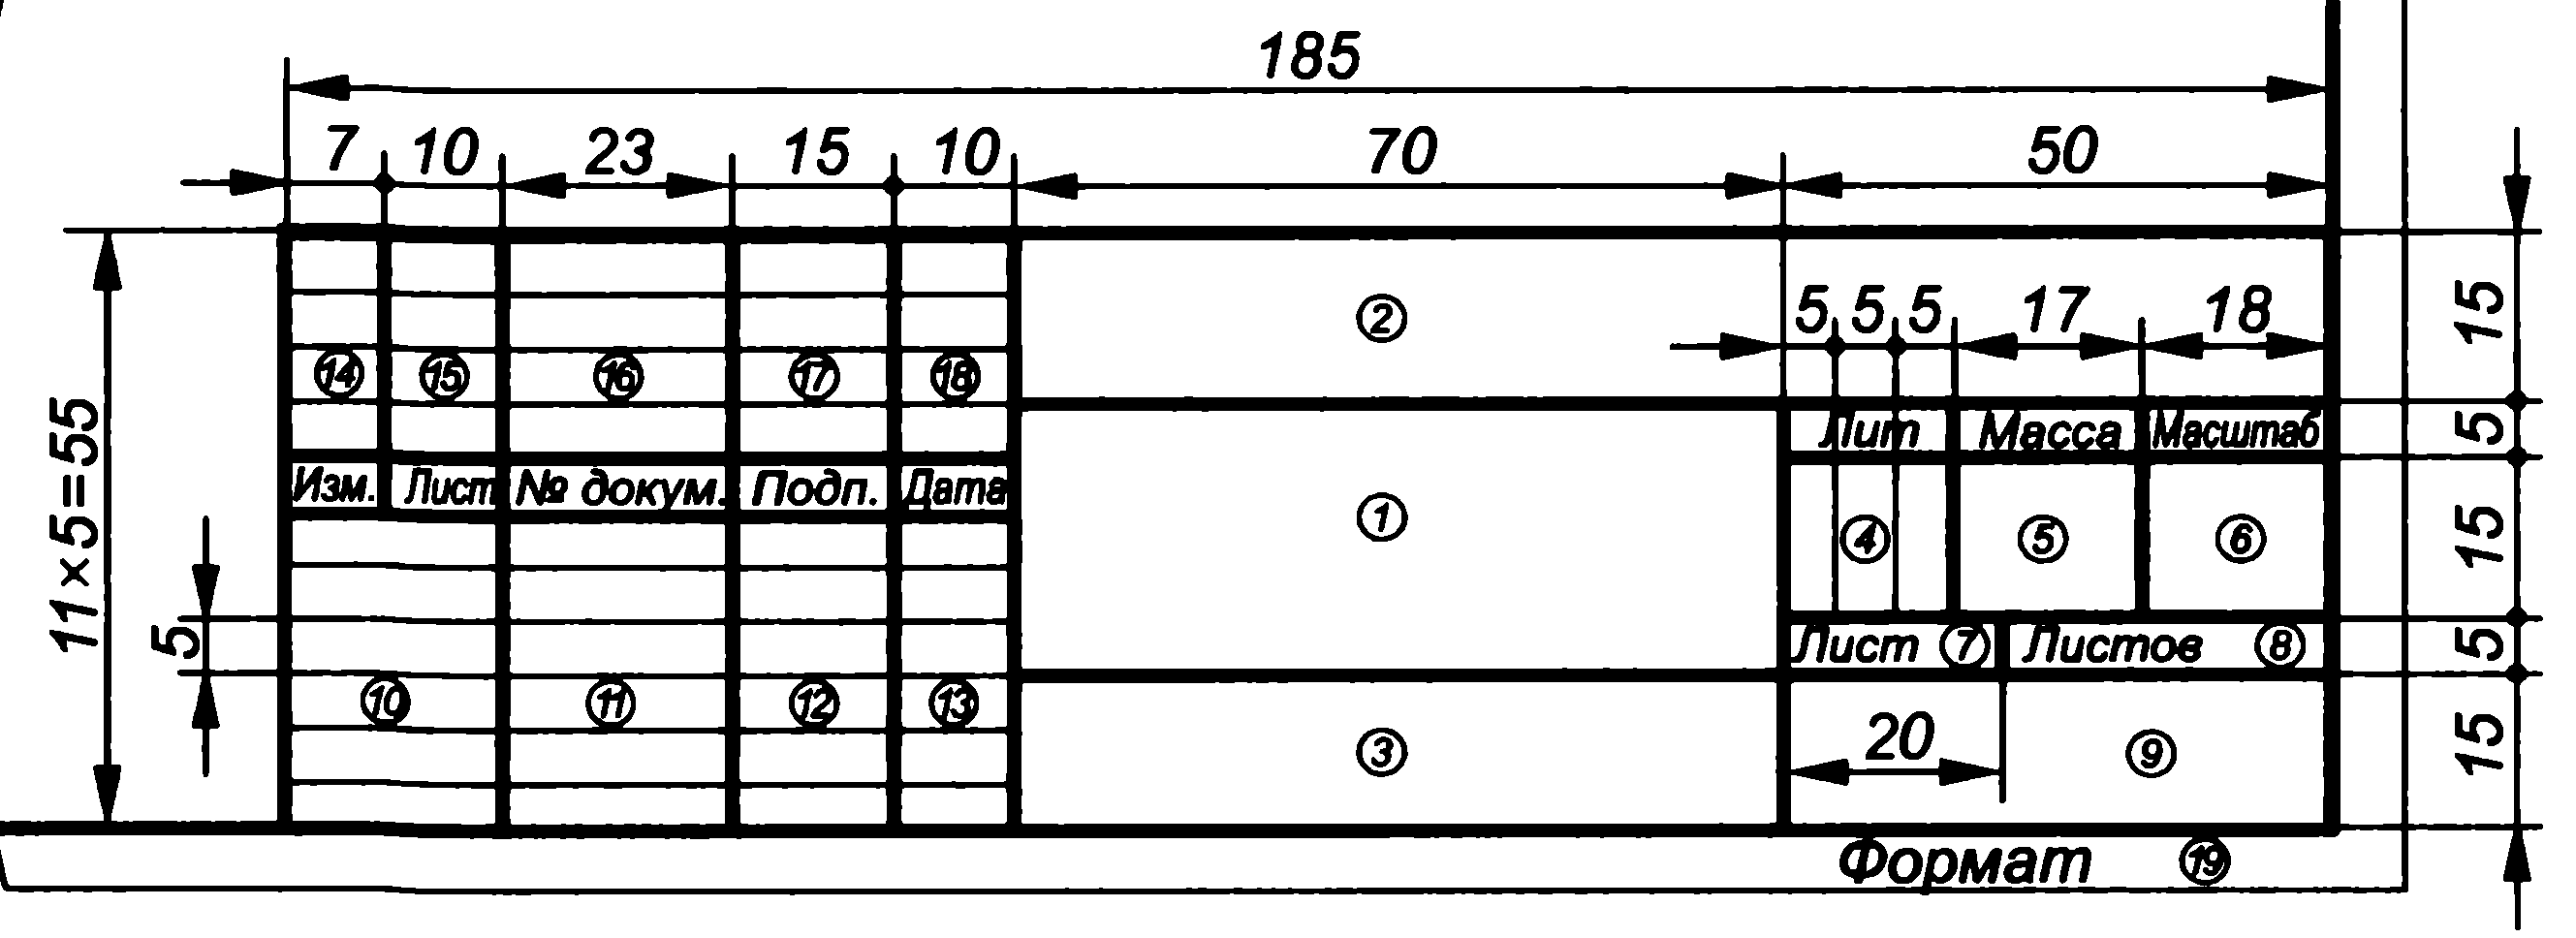 185
7 10 23 15 10 70 50
5 5 5 17 18
15
2
14 15 16 17 18
11×5=55
Лит Масса Масштаб
5
Изм. Лист № докум. Подп. Дата
1
4 5 6
15
5
Лист 7 Листов 8
5
10 11 12 13
3
20
9
15
Формат 19